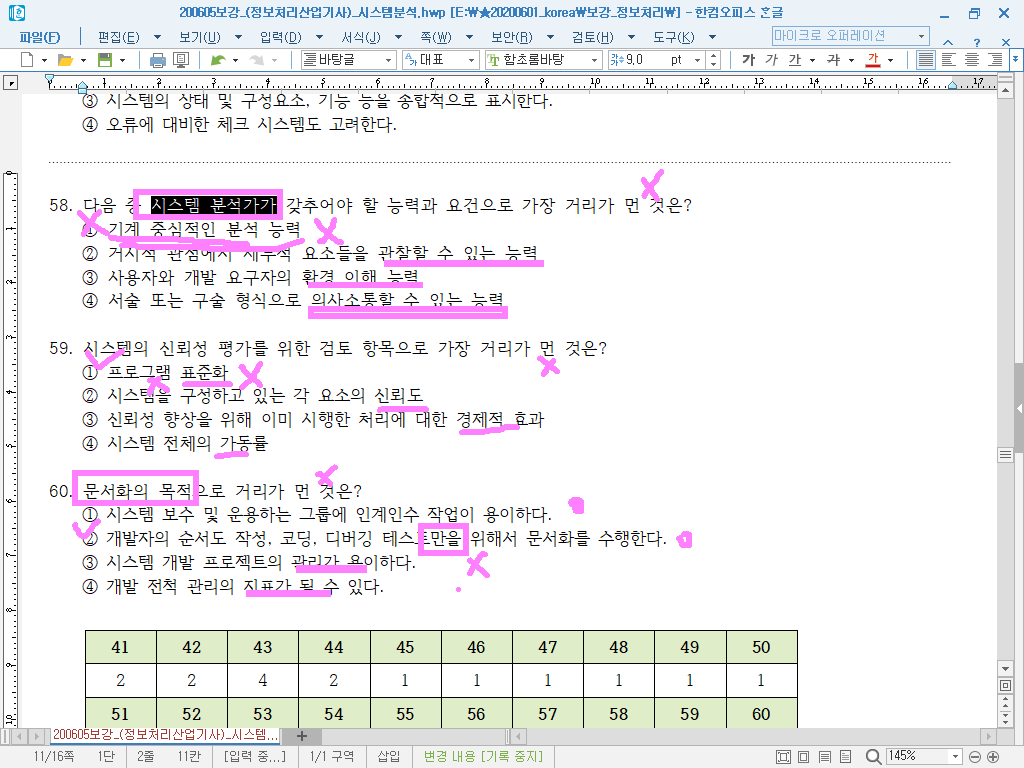 200605보강_(정보처리산업기사)_시스템분석.hwp [E:₩★20200601_korea₩보강_정보처리₩] - 한컴오피스 흔글
파일(F) 편집(E) 보기(U) 입력(D) 서식(J) 쪽(W) 보안(R) 검토(H) 도구(K) 마이크로 오퍼레이션
바탕글 대표 함초롬바탕 9,0 pt 가 가 가 가 가
1 2 3 4 5 6 7 8 9 10 11 12 13 14 15 16 17
③ 시스템의 상태 및 구성요소, 기능 등을 종합적으로 표시한다.
④ 오류에 대비한 체크 시스템도 고려한다.
58. 다음 중 시스템 분석가가 갖추어야 할 능력과 요건으로 가장 거리가 먼 것은?
① 기계 중심적인 분석 능력
② 거시적 관점에서 세부적 요소들을 관찰할 수 있는 능력
③ 사용자와 개발 요구자의 환경 이해 능력
④ 서술 또는 구술 형식으로 의사소통할 수 있는 능력
59. 시스템의 신뢰성 평가를 위한 검토 항목으로 가장 거리가 먼 것은?
① 프로그램 표준화
② 시스템을 구성하고 있는 각 요소의 신뢰도
③ 신뢰성 향상을 위해 이미 시행한 처리에 대한 경제적 효과
④ 시스템 전체의 가동률
60. 문서화의 목적으로 거리가 먼 것은?
① 시스템 보수 및 운용하는 그룹에 인계인수 작업이 용이하다.
② 개발자의 순서도 작성, 코딩, 디버깅 테스트만을 위해서 문서화를 수행한다.
③ 시스템 개발 프로젝트의 관리가 용이하다.
④ 개발 전척 관리의 지표가 될 수 있다.
41 42 43 44 45 46 47 48 49 50
2 2 4 2 1 1 1 1 1 1
51 52 53 54 55 56 57 58 59 60
200605보강_(정보처리산업기사)_시스템...
11/16쪽 1단 2줄 11칸 [입력 중...] 1/1 구역 삽입 변경 내용 [기록 중지] 145%